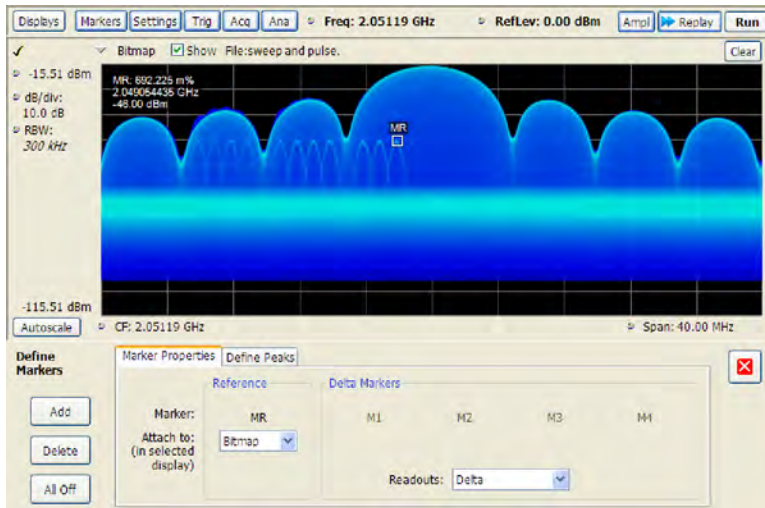 Displays Markers Settings Trig Acq Ana Freq: 2.05119 GHz RefLev: 0.00 dBm Ampl Replay Run
Bitmap Show File:sweep and pulse. Clear
-15.51 dBm
dB/div:
10.0 dB
RBW:
300 kHz
MR: 692.225 m%
2.049054435 GHz
-46.00 dBm
MR
-115.51 dBm
Autoscale CF: 2.05119 GHz Span: 40.00 MHz
Define
Markers
Marker Properties Define Peaks
Reference Delta Markers
Add Marker: MR M1 M2 M3 M4
Attach to: Bitmap
(in selected
display)
Delete
Readouts: Delta
All Off